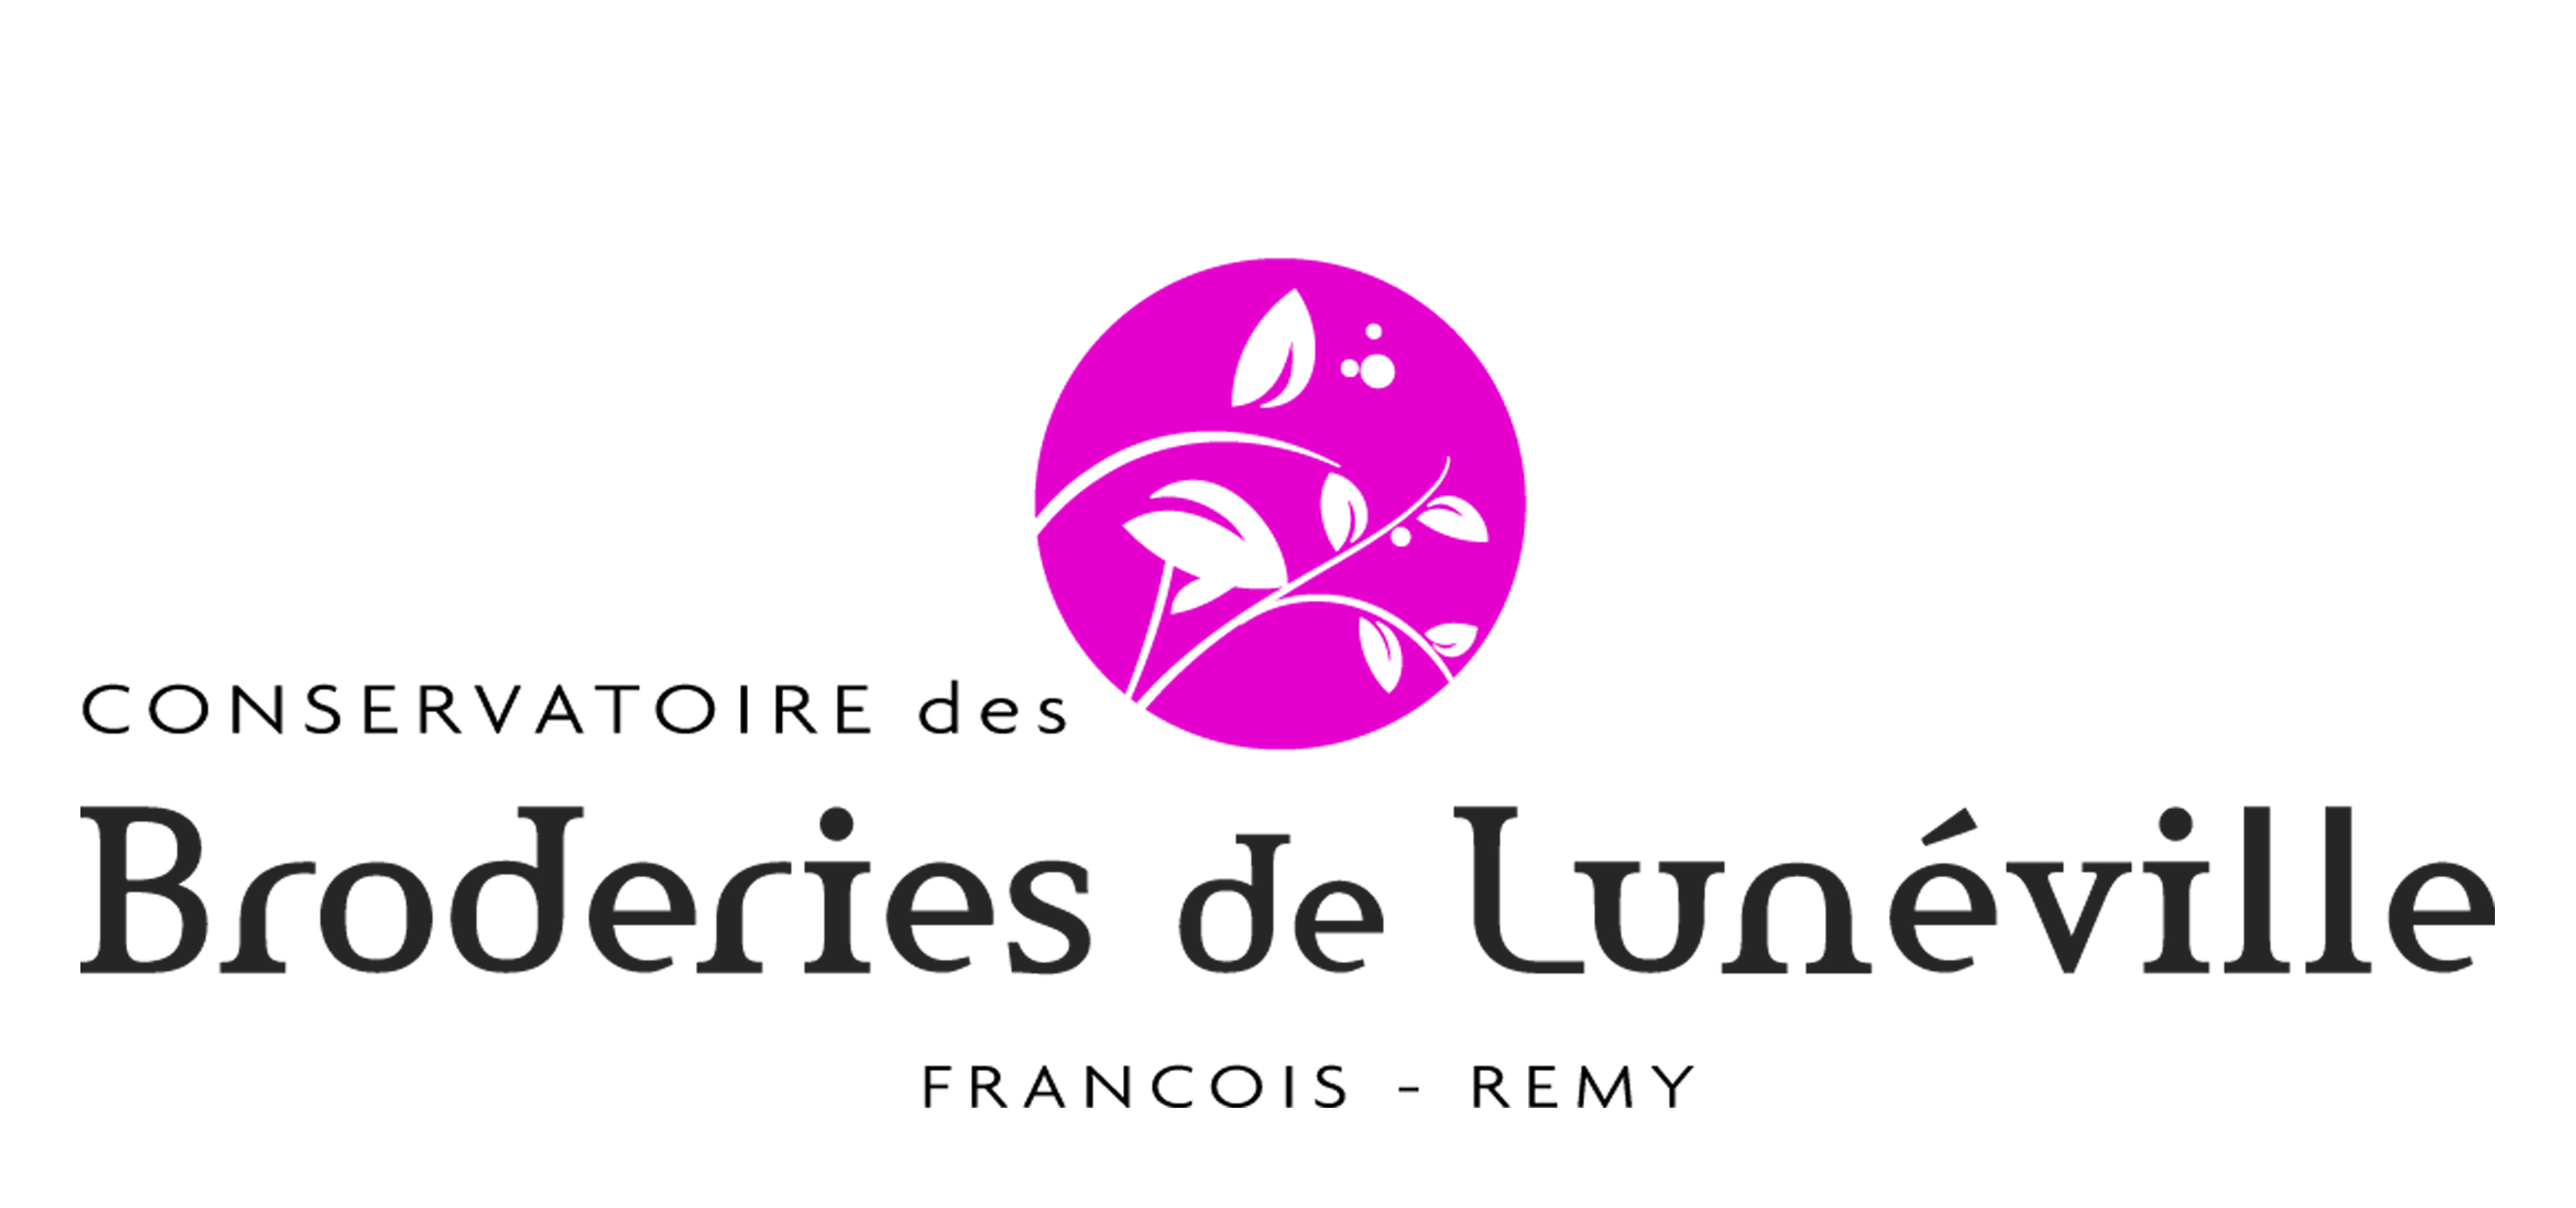 CONSERVATOIRE des
Broderies de Lunéville
FRANCOIS - REMY